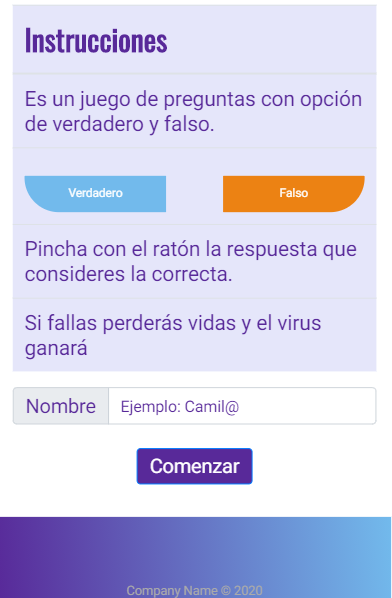 Instrucciones
Es un juego de preguntas con opción
de verdadero y falso.
Verdadero Falso
Pincha con el ratón la respuesta que
consideres la correcta.
Si fallas perderás vidas y el virus
ganará
Nombre Ejemplo: Camil@
Comenzar
Company Name © 2020